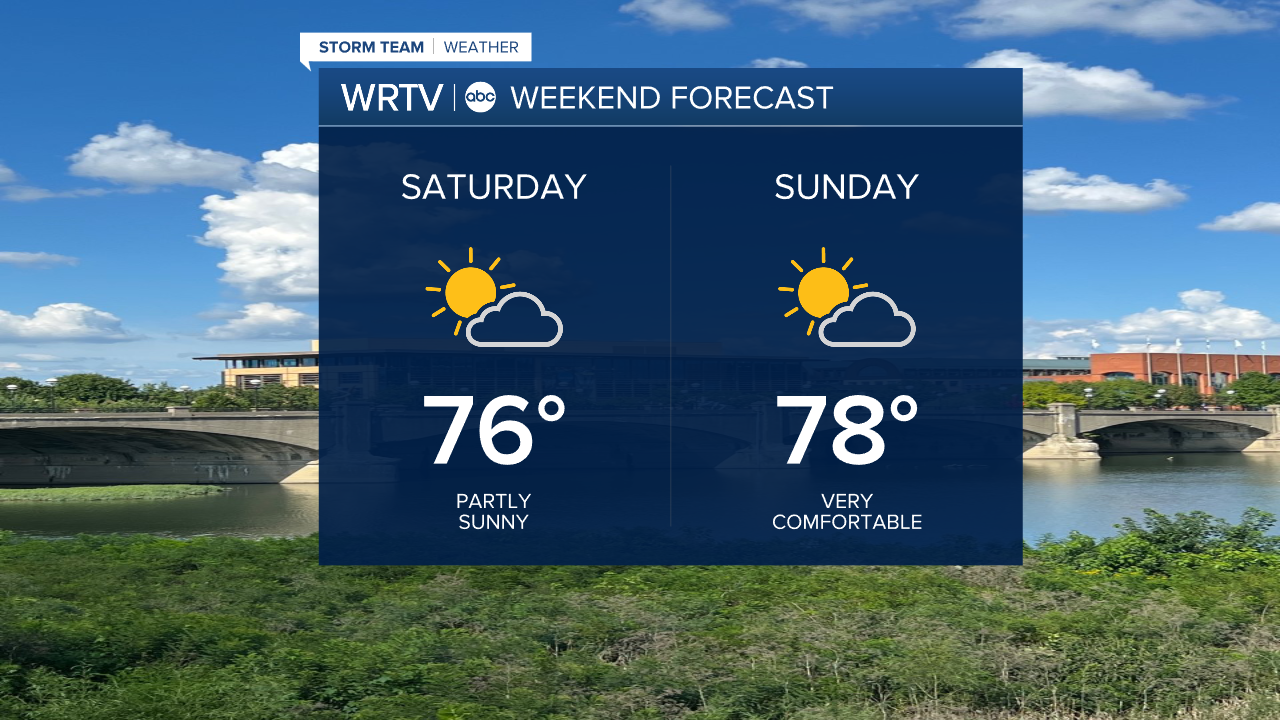 STORM TEAM | WEATHER
WRTV | abc WEEKEND FORECAST
SATURDAY
76°
PARTLY
SUNNY
SUNDAY
78°
VERY
COMFORTABLE